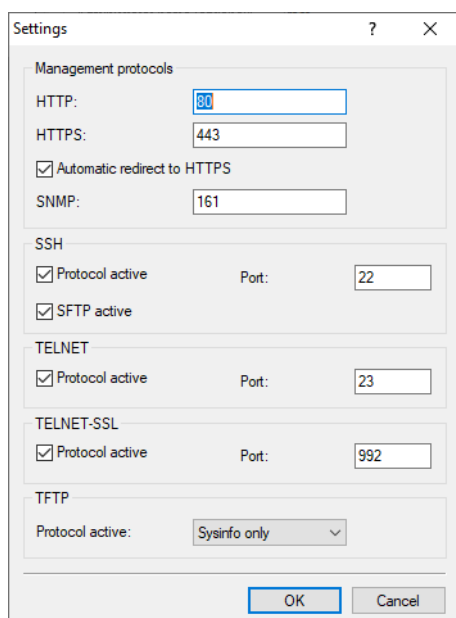 Settings ?
Management protocols
HTTP: 80
HTTPS: 443
Automatic redirect to HTTPS
SNMP: 161
SSH
Protocol active Port: 22
SFTP active
TELNET
Protocol active Port: 23
TELNET-SSL
Protocol active Port: 992
TFTP
Protocol active: Sysinfo only
OK Cancel